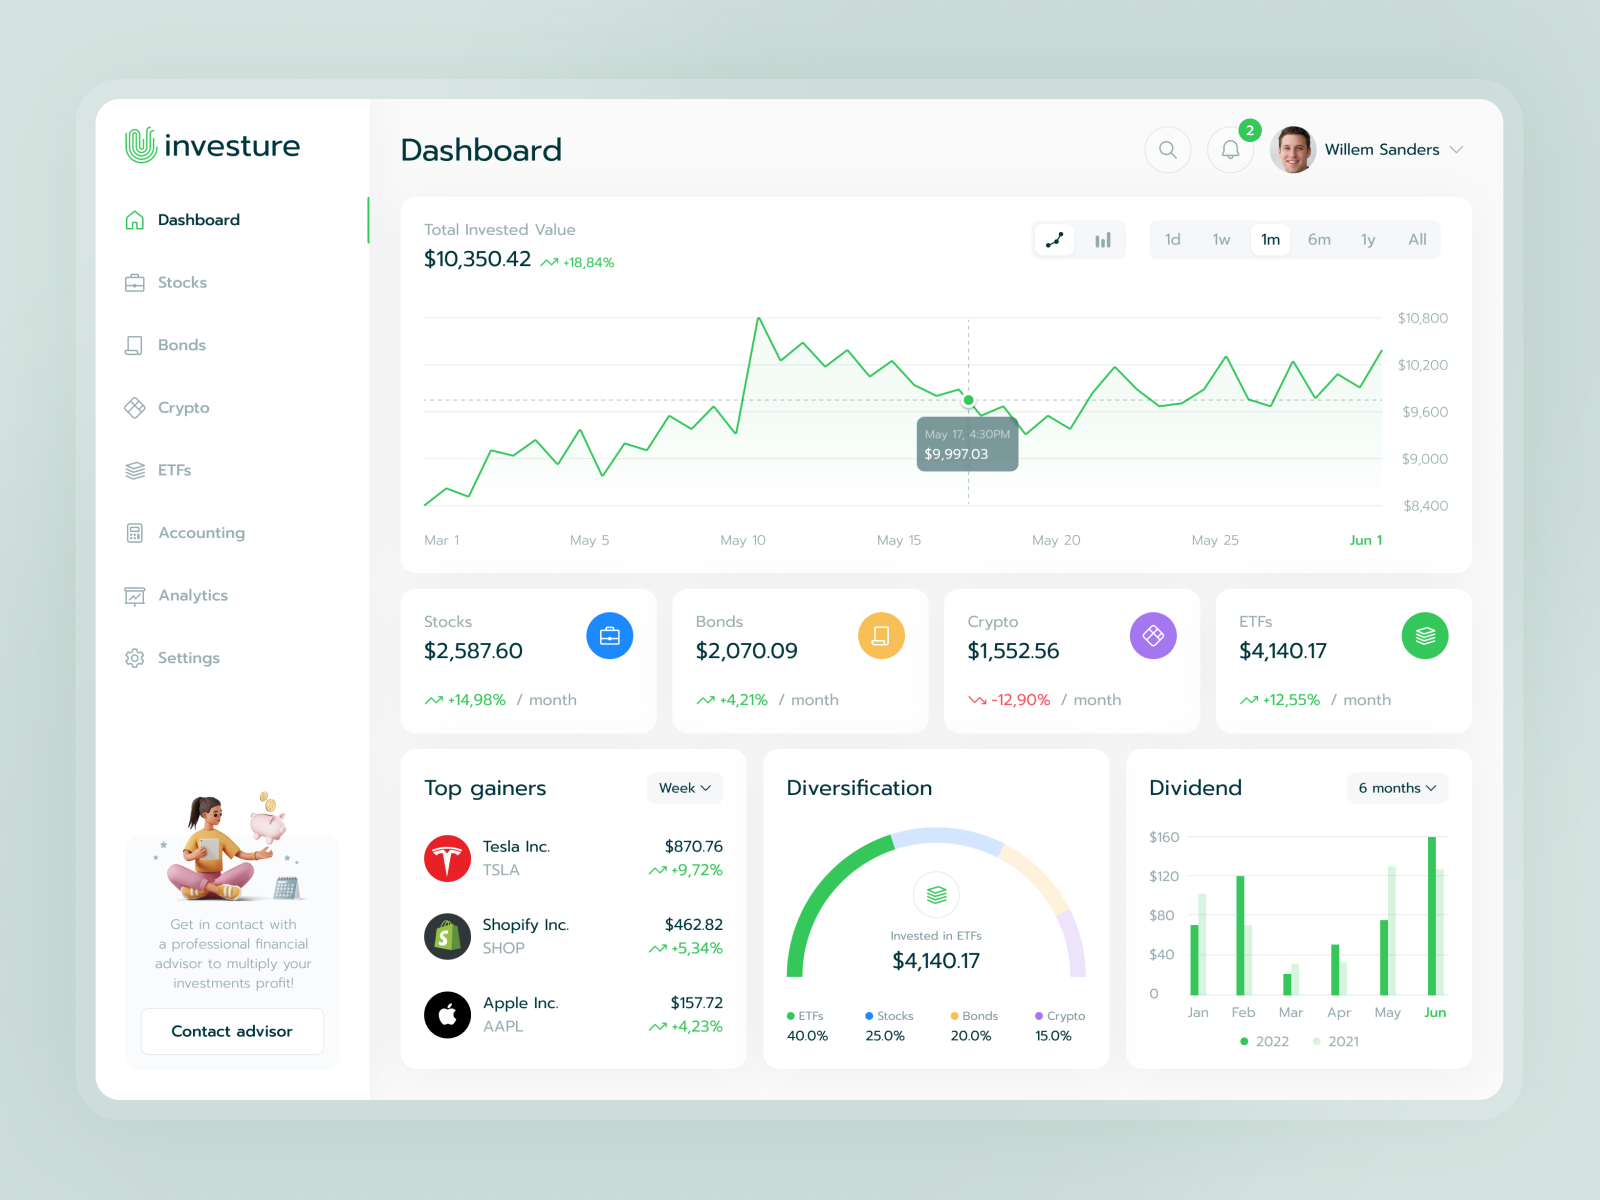 investure
Dashboard
Stocks
Bonds
Crypto
ETFs
Accounting
Analytics
Settings
Get in contact with
a professional financial
advisor to multiply your
investments profit!
Contact advisor
Dashboard
2
Willem Sanders
Total Invested Value
$10,350.42 +18,84%
1d 1w 1m 6m 1y All
$10,800
$10,200
$9,600
$9,000
$8,400
May 17, 4:30PM
$9,997.03
Mar 1 May 5 May 10 May 15 May 20 May 25 Jun 1
Stocks
$2,587.60
+14,98% / month
Bonds
$2,070.09
+4,21% / month
Crypto
$1,552.56
-12,90% / month
ETFs
$4,140.17
+12,55% / month
Top gainers
Week
Tesla Inc. $870.76
TSLA +9,72%
Shopify Inc. $462.82
SHOP +5,34%
Apple Inc. $157.72
AAPL +4,23%
Diversification
Invested in ETFs
$4,140.17
ETFs Stocks Bonds Crypto
40.0% 25.0% 20.0% 15.0%
Dividend
6 months
$160
$120
$80
$40
0
Jan Feb Mar Apr May Jun
2022 2021